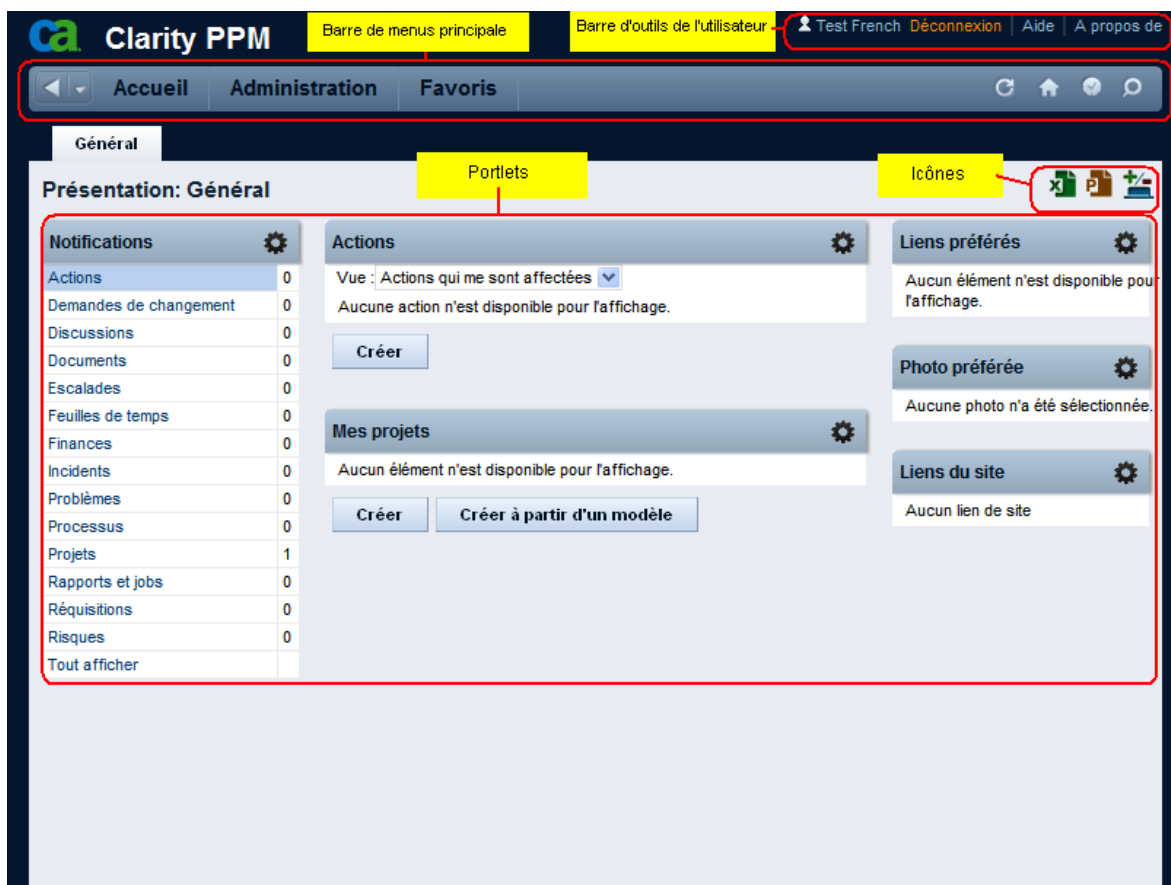 ca Clarity PPM
Barre de menus principale
Barre d'outils de l'utilisateur
Test French Déconnexion | Aide | A propos de
Accueil Administration Favoris
Général
Portlets
Icônes
Présentation: Général
Notifications
Actions 0
Demandes de changement 0
Discussions 0
Documents 0
Escalades 0
Feuilles de temps 0
Finances 0
Incidents 0
Problèmes 0
Processus 0
Projets 1
Rapports et jobs 0
Réquisitions 0
Risques 0
Tout afficher
Actions
Vue : Actions qui me sont affectées
Aucune action n'est disponible pour l'affichage.
Créer
Mes projets
Aucun élément n'est disponible pour l'affichage.
Créer Créer à partir d'un modèle
Liens préférés
Aucun élément n'est disponible pour
l'affichage.
Photo préférée
Aucune photo n'a été sélectionnée.
Liens du site
Aucun lien de site